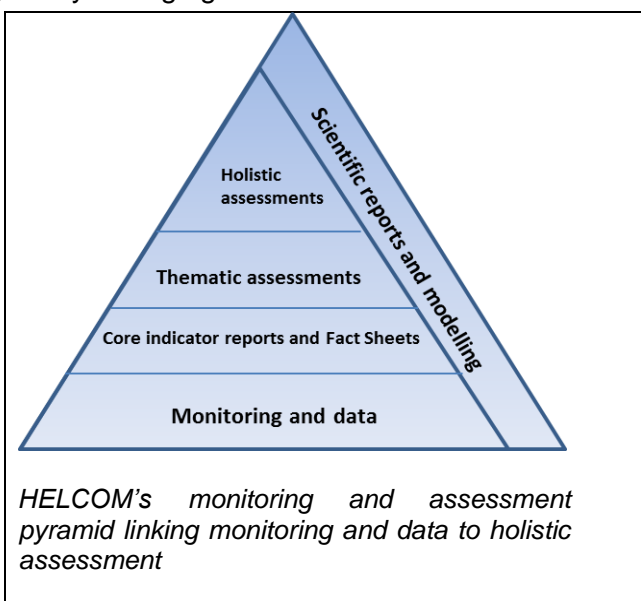 Holistic
assessments
Thematic assessments
Core indicator reports and Fact Sheets
Monitoring and data
Scientific reports and modelling
HELCOM's monitoring and assessment
pyramid linking monitoring and data to holistic
assessment